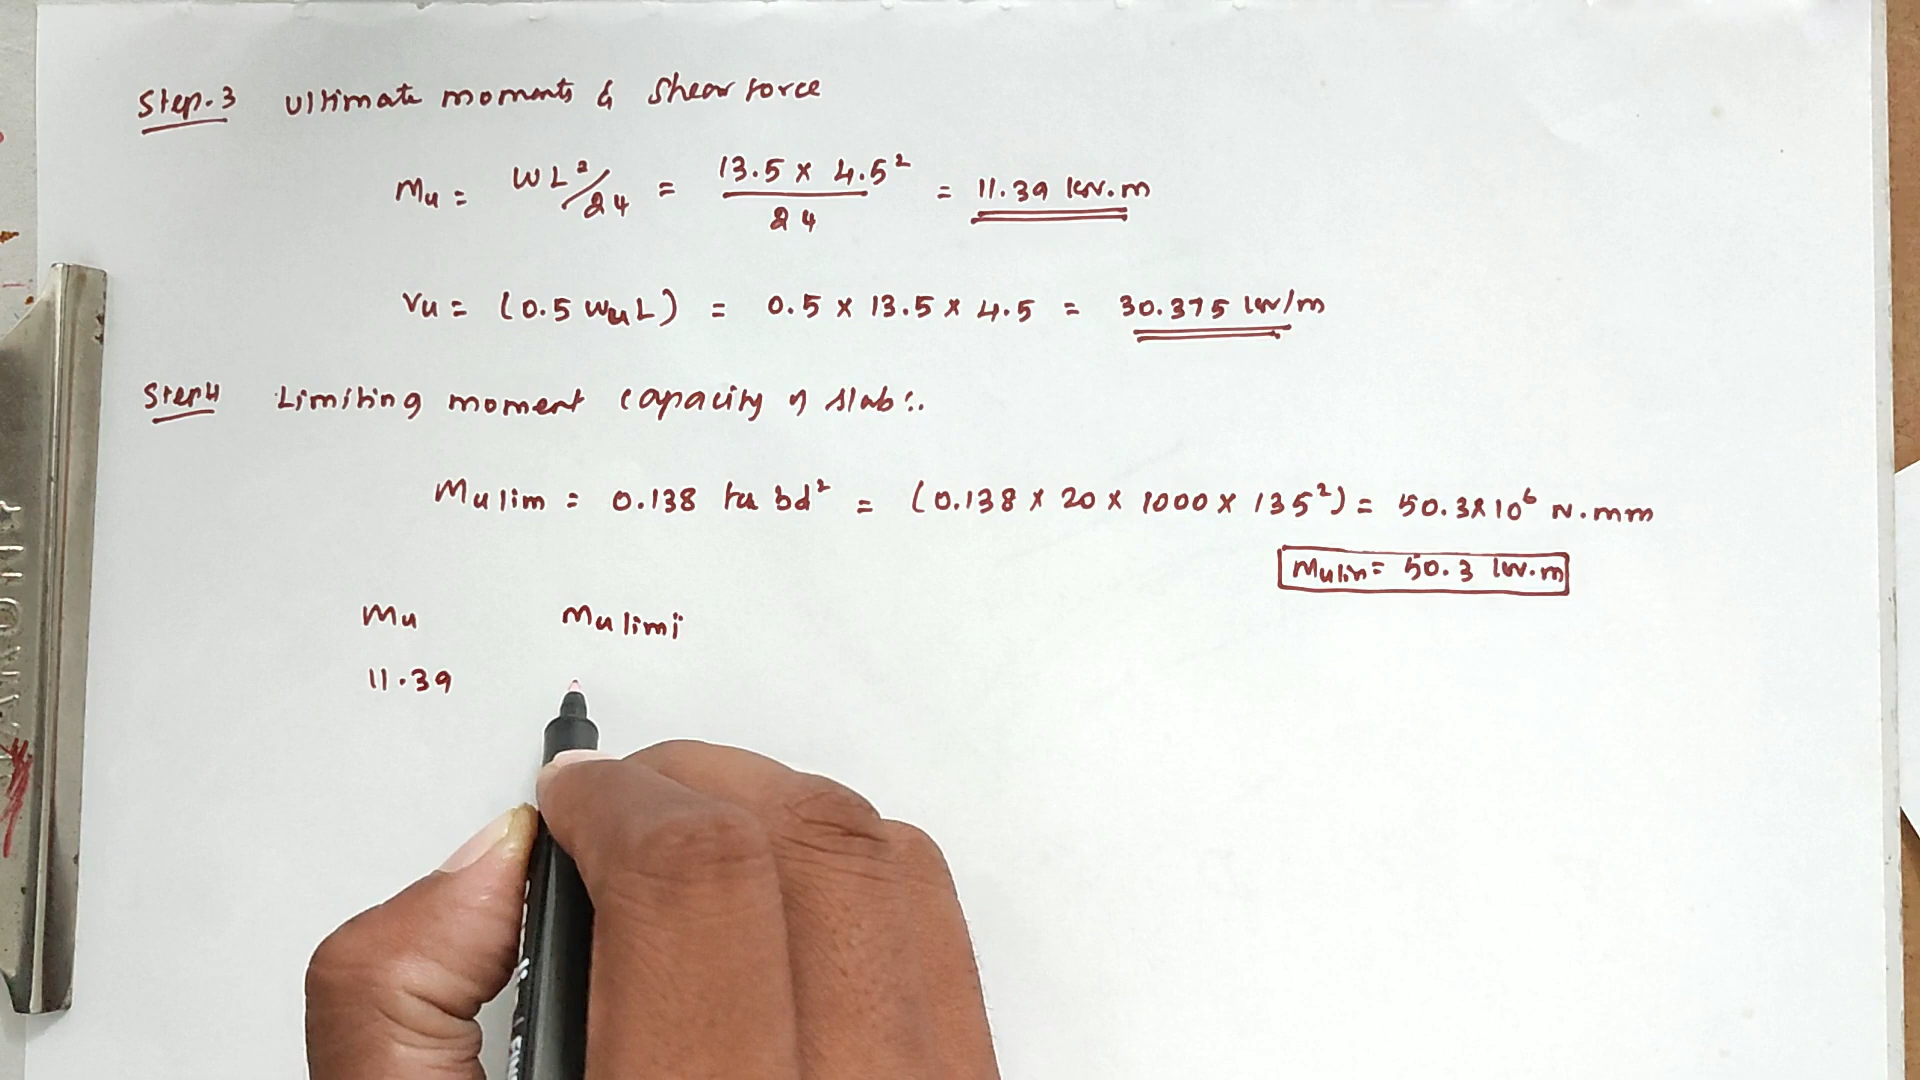 Step.3 Ultimate moments & Shear force
Mu = WL²/24 = 13.5 x 4.5² / 24 = 11.39 kN.m
Vu = (0.5 WuL) = 0.5 x 13.5 x 4.5 = 30.375 kN/m
Step4 Limiting moment capacity of slab:.
Mu lim = 0.138 fck bd² = (0.138 x 20 x 1000 x 135²) = 50.3x10⁶ N.mm
Mulim = 50.3 kN.m
Mu Mu limi
11.39